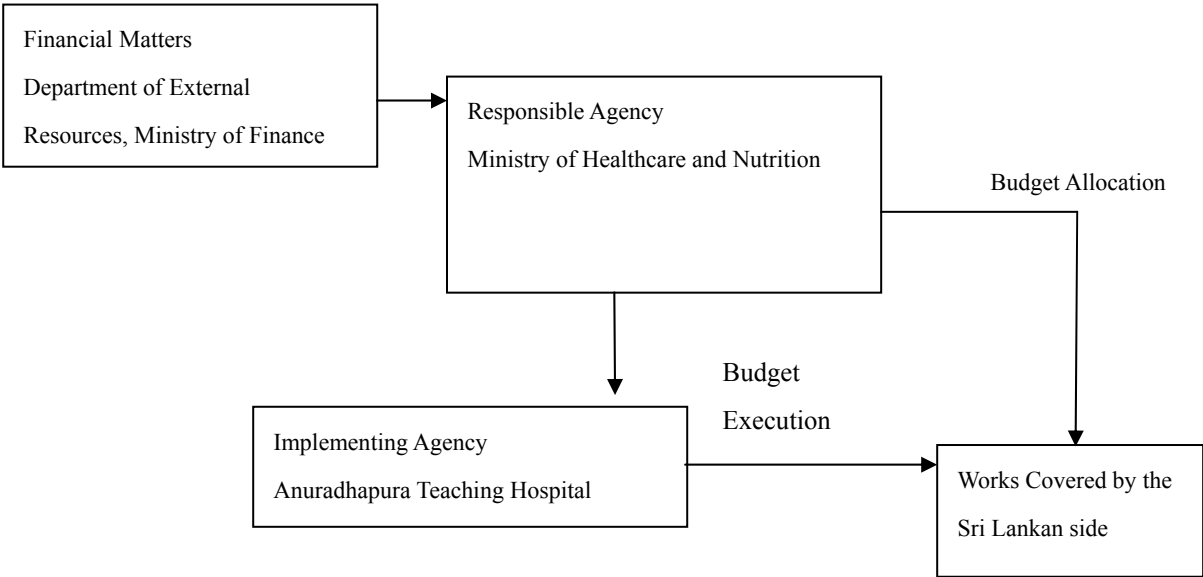 Financial Matters
Department of External
Resources, Ministry of Finance
Responsible Agency
Ministry of Healthcare and Nutrition
Budget Allocation
Budget
Execution
Implementing Agency
Anuradhapura Teaching Hospital
Works Covered by the
Sri Lankan side